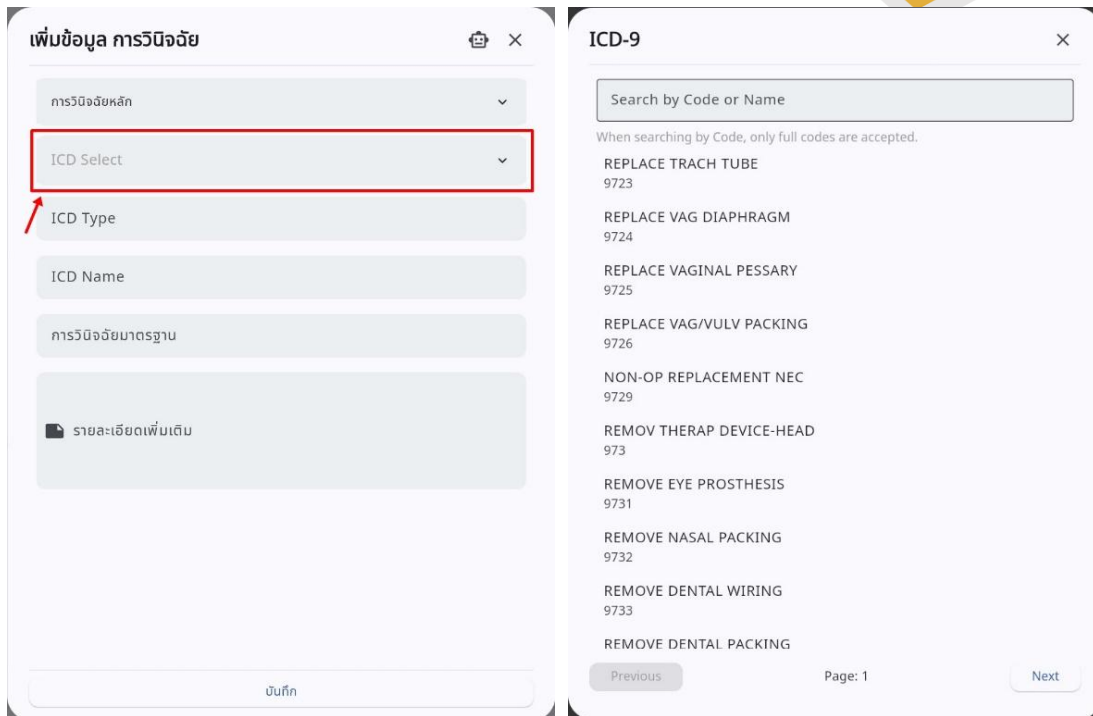 เพิ่มข้อมูล การวินิจฉัย
การวินิจฉัยหลัก
ICD Select
ICD Type
ICD Name
การวินิจฉัยมาตรฐาน
รายละเอียดเพิ่มเติม
บันทึก
ICD-9
Search by Code or Name
When searching by Code, only full codes are accepted.
REPLACE TRACH TUBE
9723
REPLACE VAG DIAPHRAGM
9724
REPLACE VAGINAL PESSARY
9725
REPLACE VAG/VULV PACKING
9726
NON-OP REPLACEMENT NEC
9729
REMOV THERAP DEVICE-HEAD
973
REMOVE EYE PROSTHESIS
9731
REMOVE NASAL PACKING
9732
REMOVE DENTAL WIRING
9733
REMOVE DENTAL PACKING
Previous
Page: 1
Next